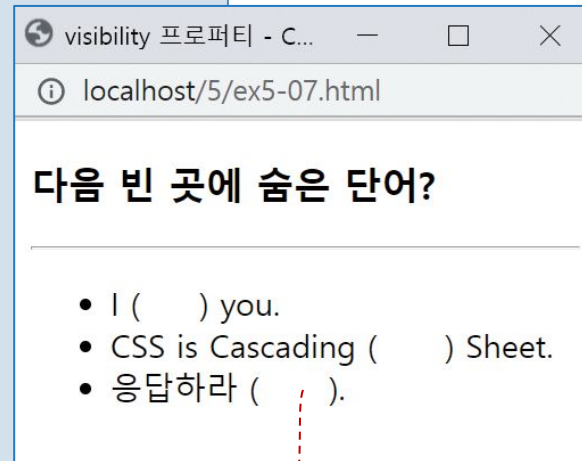 visibility 프로퍼티 - C...
localhost/5/ex5-07.html
다음 빈 곳에 숨은 단어?
• I (      ) you.
• CSS is Cascading (      ) Sheet.
• 응답하라 (      ).